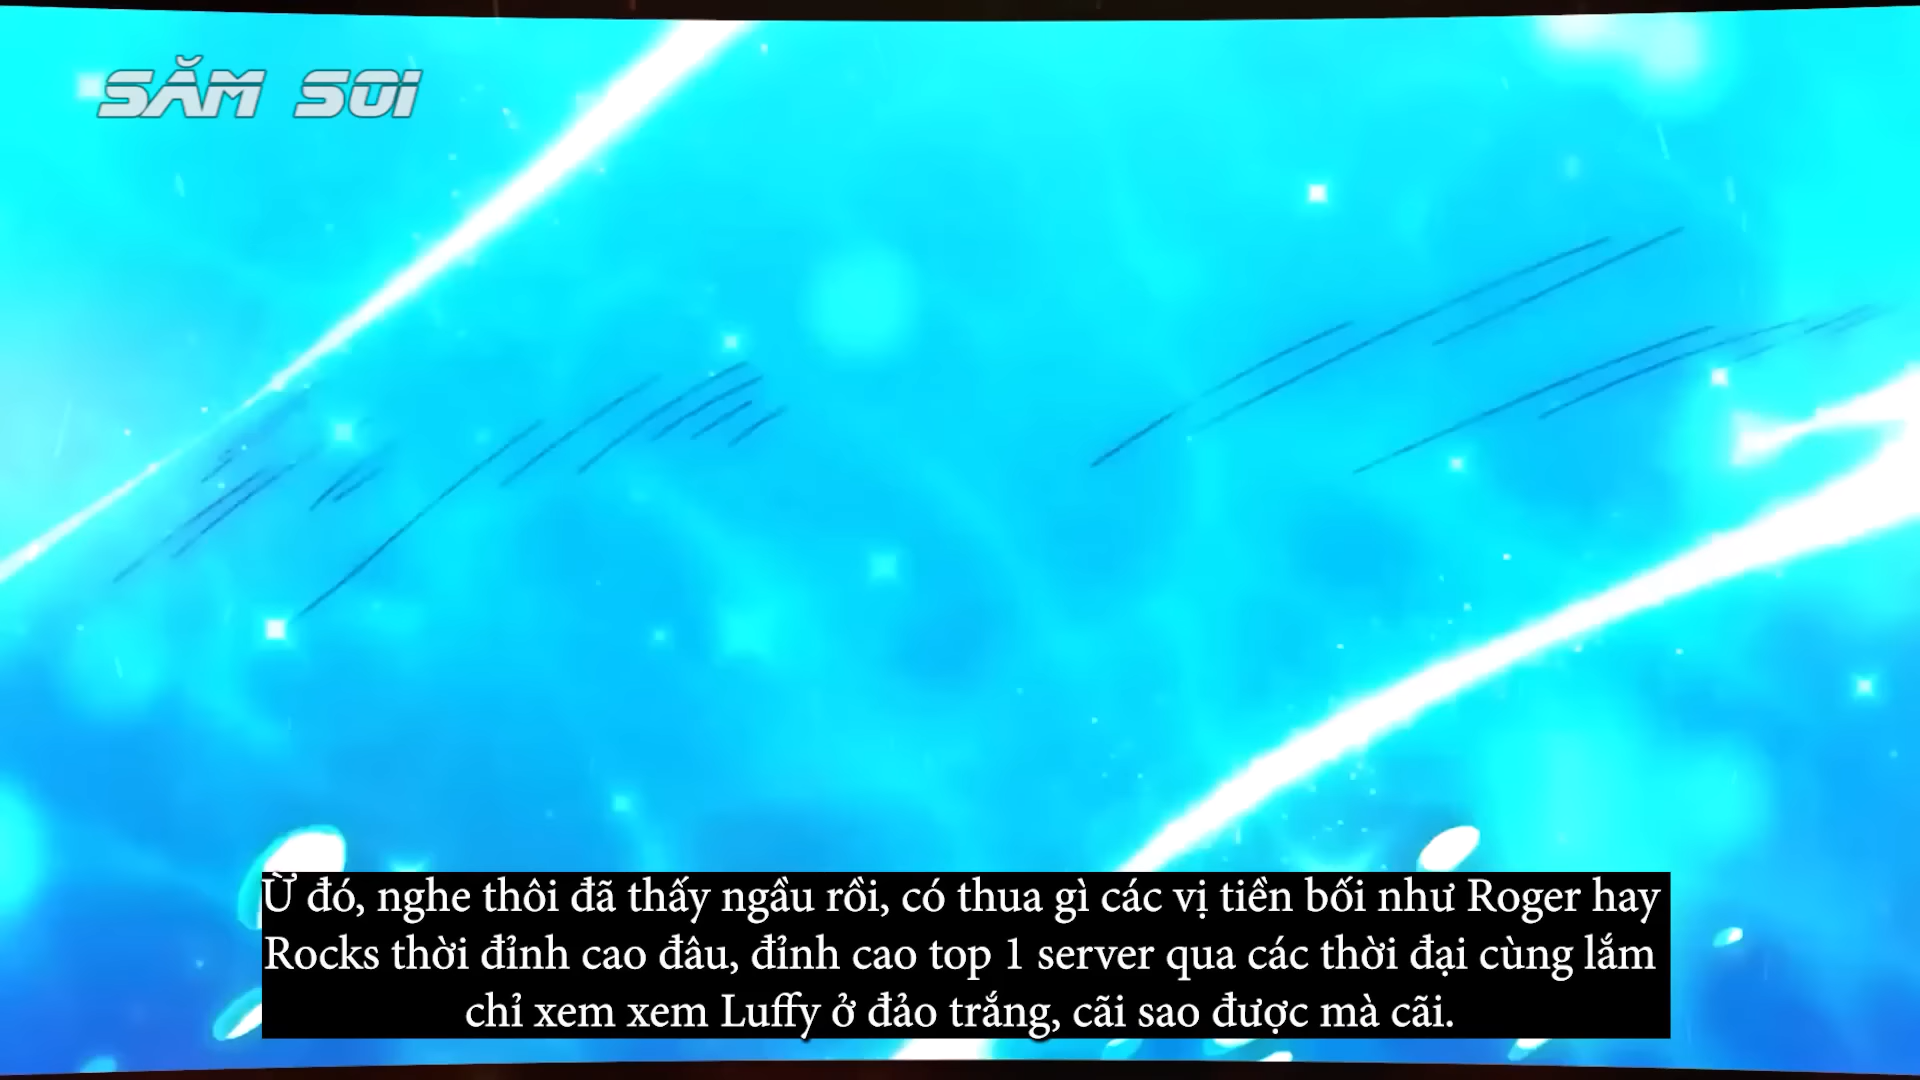 SĂM SOI
Ừ đó, nghe thôi đã thấy ngầu rồi, có thua gì các vị tiền bối như Roger hay
Rocks thời đỉnh cao đâu, đỉnh cao top 1 server qua các thời đại cùng lắm
chỉ xem xem Luffy ở đảo trắng, cãi sao được mà cãi.